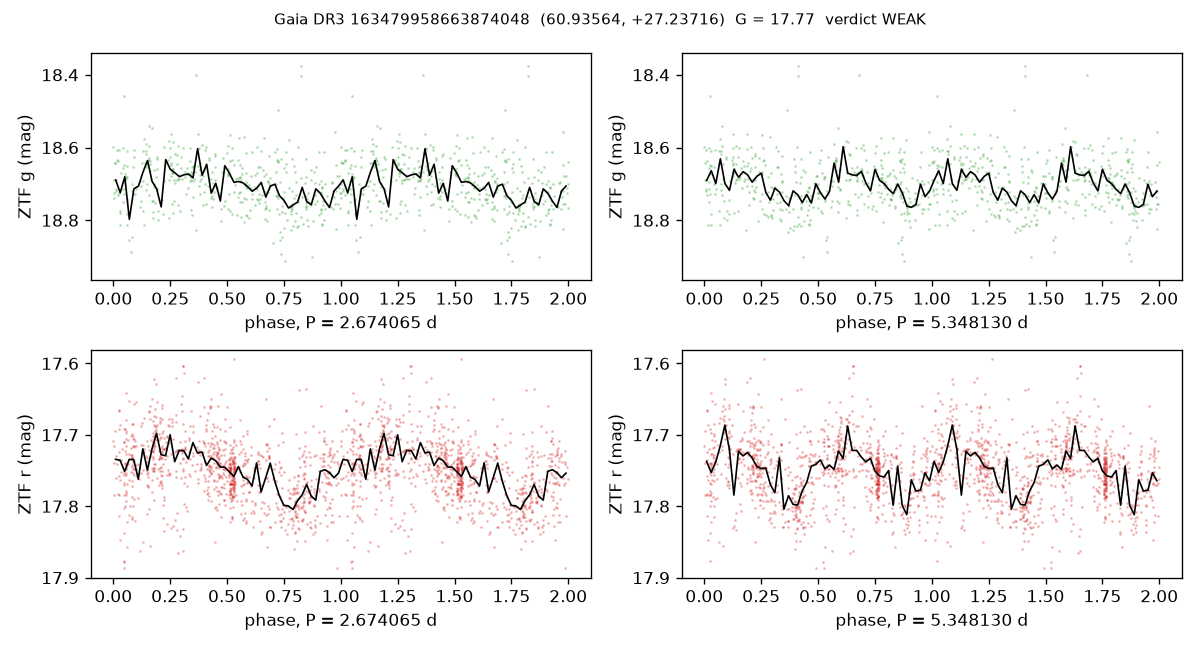 Gaia DR3 163479958663874048  (60.93564, +27.23716)  G = 17.77  verdict WEAK
ZTF g (mag)
18.4
18.6
18.8
0.00 0.25 0.50 0.75 1.00 1.25 1.50 1.75 2.00
phase, P = 2.674065 d
ZTF g (mag)
18.4
18.6
18.8
0.00 0.25 0.50 0.75 1.00 1.25 1.50 1.75 2.00
phase, P = 5.348130 d
ZTF r (mag)
17.6
17.7
17.8
17.9
0.00 0.25 0.50 0.75 1.00 1.25 1.50 1.75 2.00
phase, P = 2.674065 d
ZTF r (mag)
17.6
17.7
17.8
17.9
0.00 0.25 0.50 0.75 1.00 1.25 1.50 1.75 2.00
phase, P = 5.348130 d